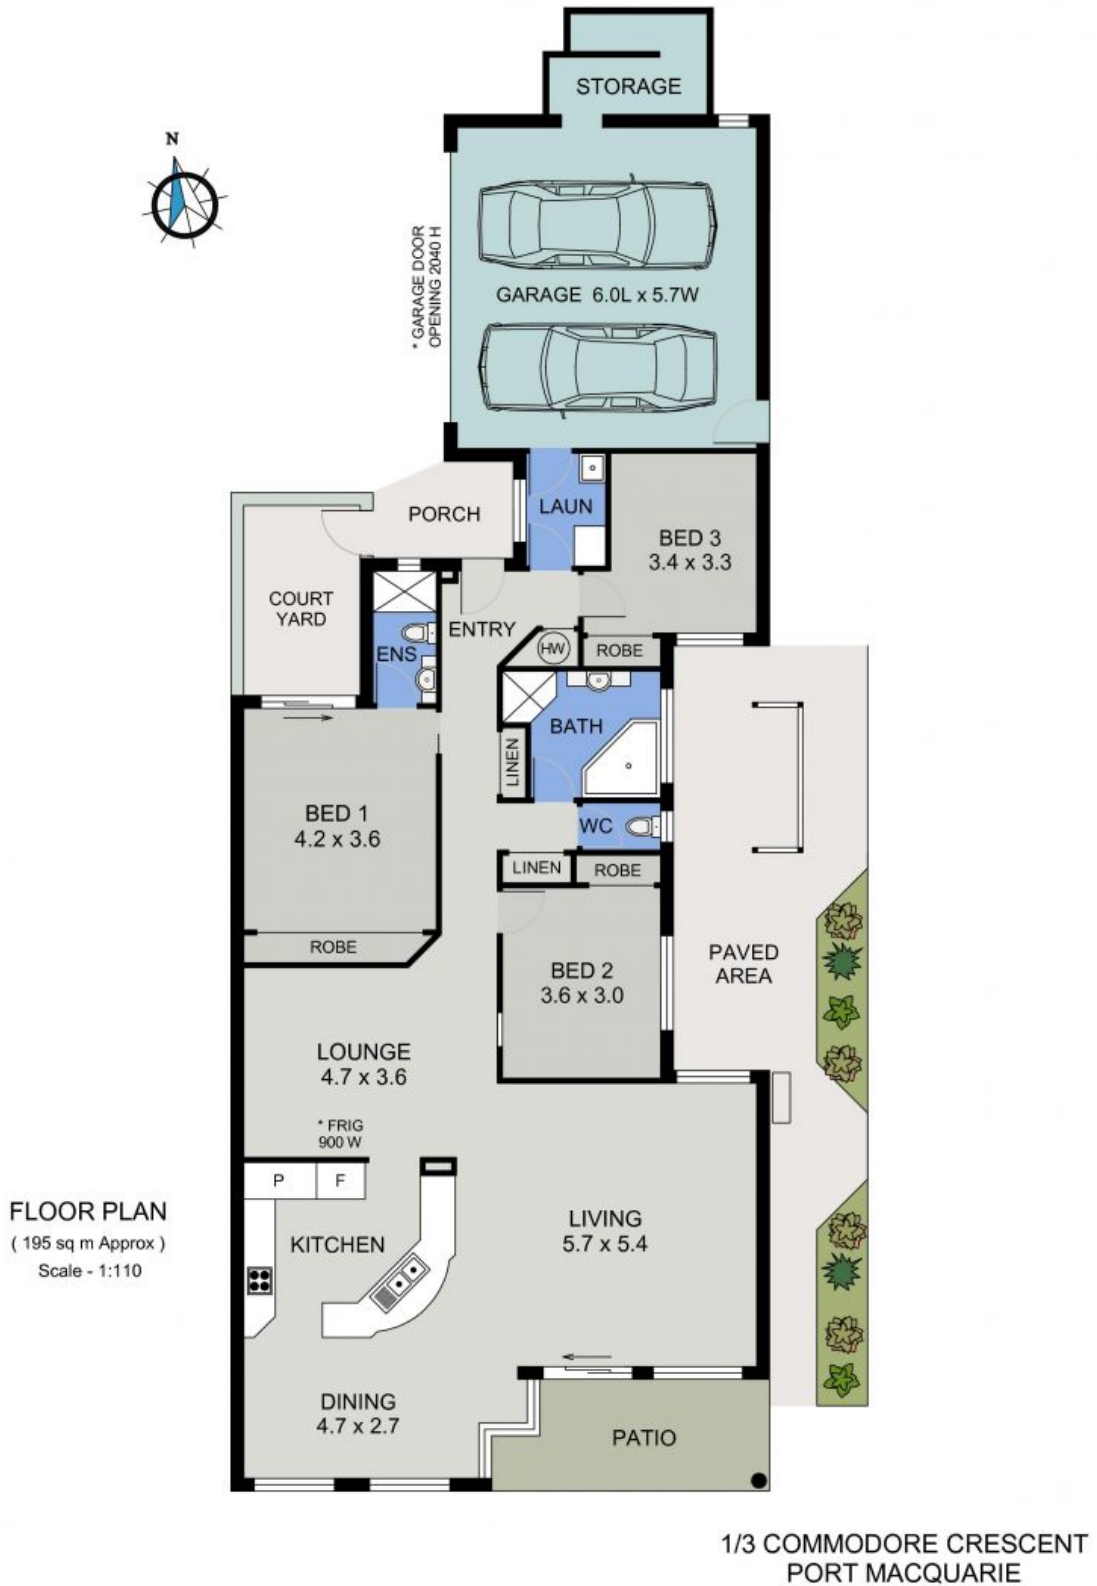 STORAGE
N
* GARAGE DOOR
OPENING 2040 H
GARAGE 6.0L x 5.7W
LAUN
PORCH
BED 3
3.4 x 3.3
COURT
YARD
ENTRY
HW
ROBE
ENS
BATH
LINEN
BED 1
4.2 x 3.6
WC
LINEN
ROBE
ROBE
BED 2
3.6 x 3.0
PAVED
AREA
LOUNGE
4.7 x 3.6
* FRIG
900 W
P
F
FLOOR PLAN
( 195 sq m Approx )
Scale - 1:110
KITCHEN
LIVING
5.7 x 5.4
DINING
4.7 x 2.7
PATIO
1/3 COMMODORE CRESCENT
PORT MACQUARIE